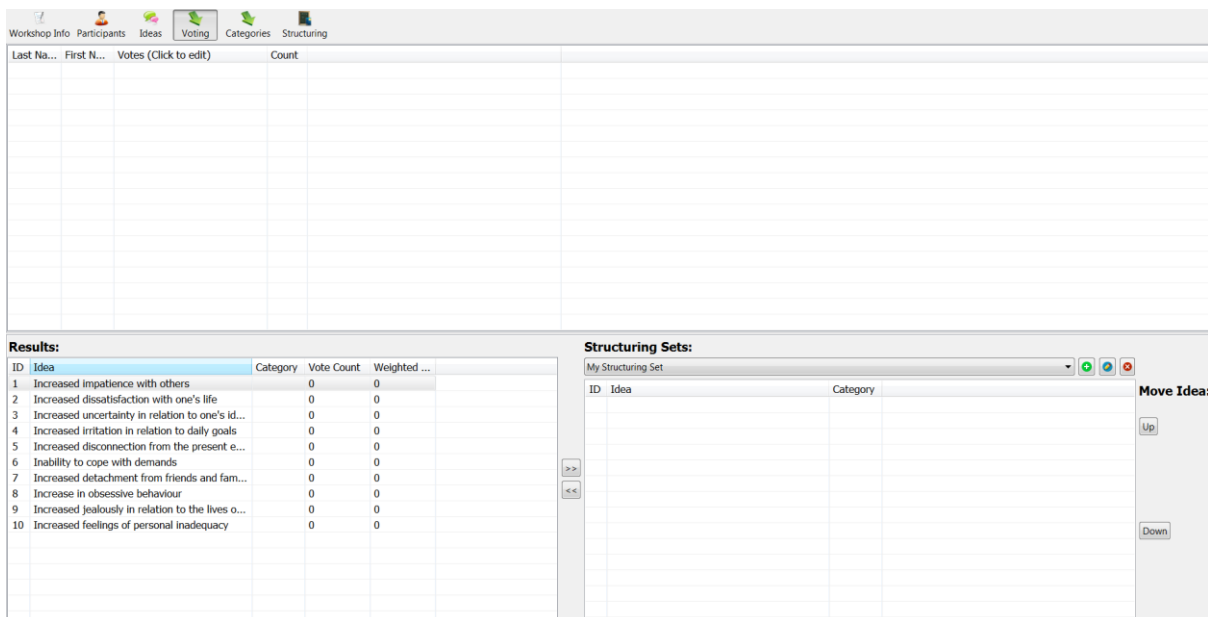 Workshop Info Participants Ideas Voting Categories Structuring
Last Na... First N... Votes (Click to edit) Count
Results:
ID Idea Category Vote Count Weighted ...
1 Increased impatience with others 0 0
2 Increased dissatisfaction with one's life 0 0
3 Increased uncertainty in relation to one's id... 0 0
4 Increased irritation in relation to daily goals 0 0
5 Increased disconnection from the present e... 0 0
6 Inability to cope with demands 0 0
7 Increased detachment from friends and fam... 0 0
8 Increase in obsessive behaviour 0 0
9 Increased jealously in relation to the lives o... 0 0
10 Increased feelings of personal inadequacy 0 0
>>
<<
Structuring Sets:
My Structuring Set
ID Idea Category
Move Idea:
Up
Down